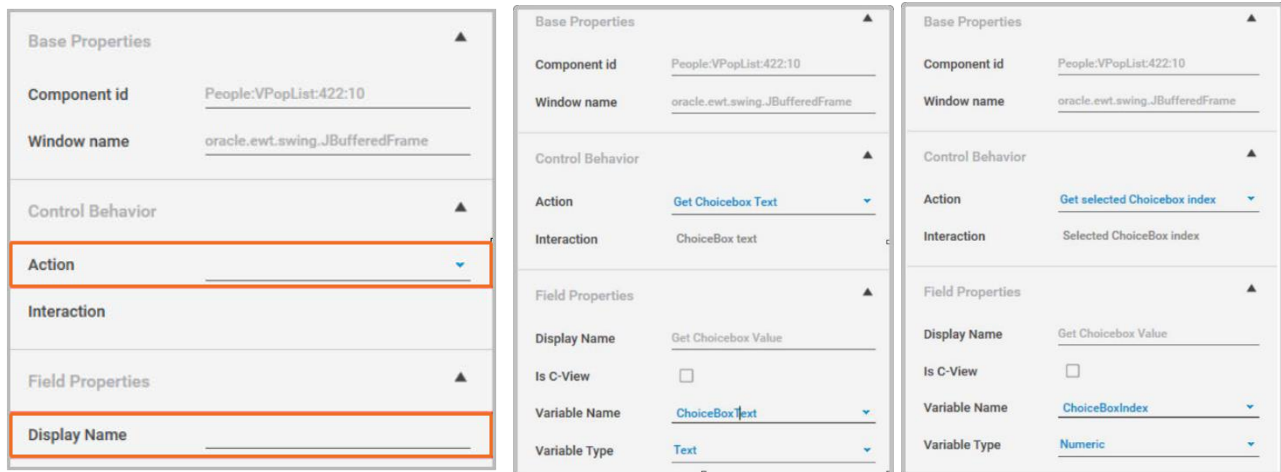 Base Properties
Component id People:VPopList:422:10
Window name oracle.ewt.swing.JBufferedFrame
Control Behavior
Action
Interaction
Field Properties
Display Name
Base Properties
Component id People:VPopList:422:10
Window name oracle.ewt.swing.JBufferedFrame
Control Behavior
Action Get Choicebox Text
Interaction ChoiceBox text
Field Properties
Display Name Get Choicebox Value
Is C-View
Variable Name ChoiceBoxText
Variable Type Text
Base Properties
Component id People:VPopList:422:10
Window name oracle.ewt.swing.JBufferedFrame
Control Behavior
Action Get selected Choicebox index
Interaction Selected ChoiceBox index
Field Properties
Display Name Get Choicebox Value
Is C-View
Variable Name ChoiceBoxIndex
Variable Type Numeric